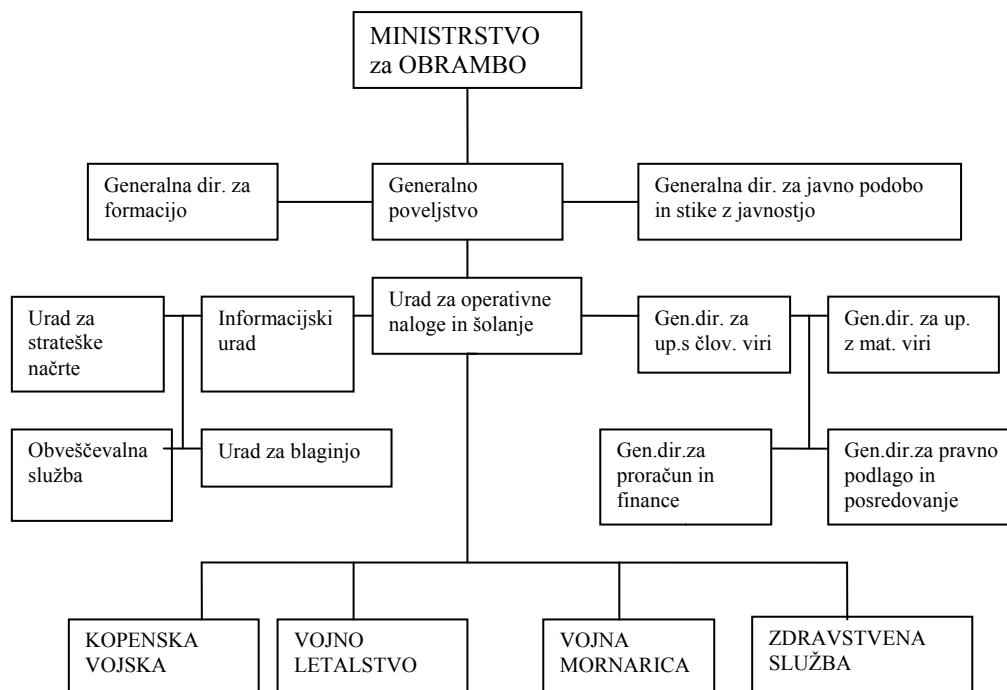 MINISTRSTVO
za OBRAMBO
Generalna dir. za
formacijo
Generalno
poveljstvo
Generalna dir. za javno podobo
in stike z javnostjo
Urad za
strateške
načrte
Informacijski
urad
Urad za operativne
naloge in šolanje
Gen.dir. za
up.s člov. viri
Gen.dir. za up.
z mat. viri
Obveščevalna
služba
Urad za blaginjo
Gen.dir.za
proračun in
finance
Gen.dir.za pravno
podlago in
posredovanje
KOPENSKA
VOJSKA
VOJNO
LETALSTVO
VOJNA
MORNARICA
ZDRAVSTVENA
SLUŽBA